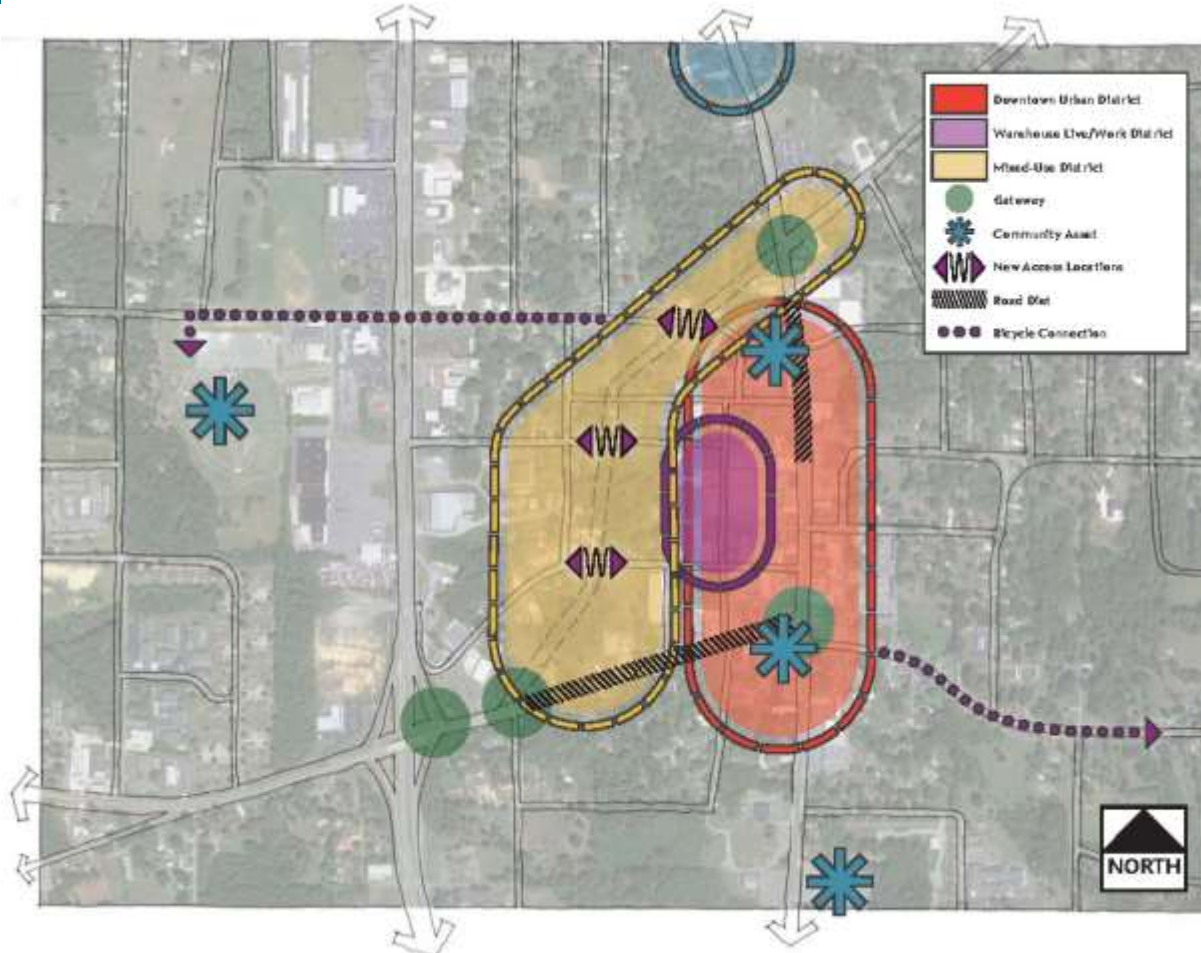 Downtown Urban District
Warehouse Live/Work District
Mixed-Use District
Gateway
Community Asset
New Access Locations
Road Diet
Bicycle Connection
NORTH